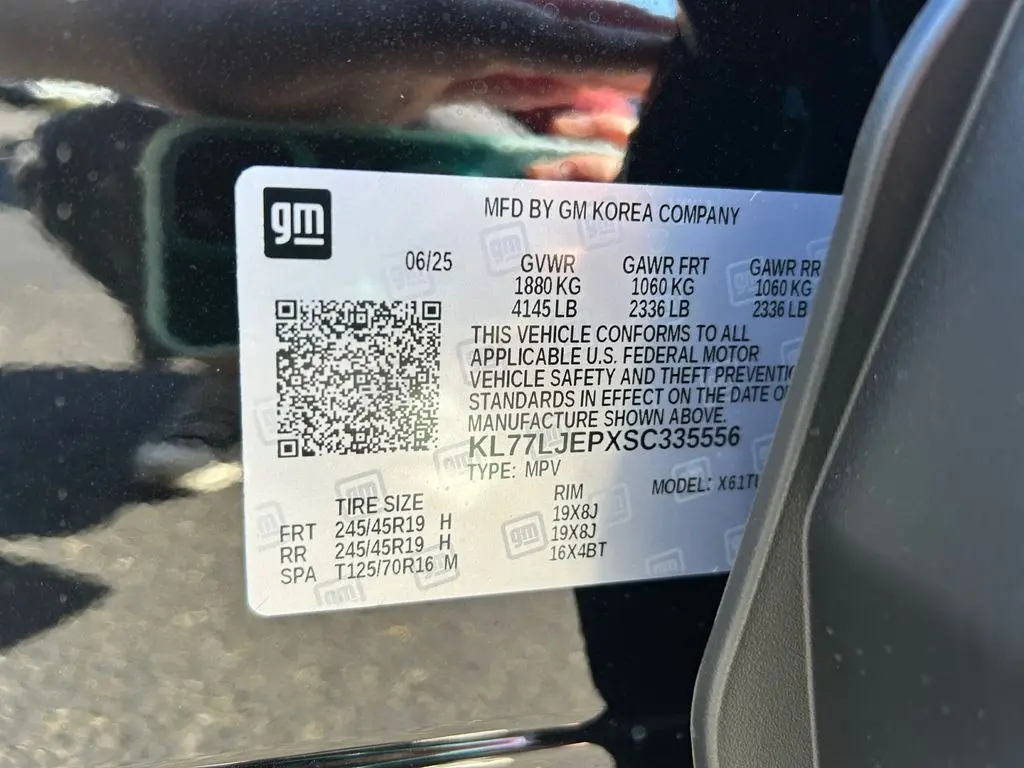 gm
MFD BY GM KOREA COMPANY
06/25 GVWR GAWR FRT GAWR RR
1880 KG 1060 KG 1060 KG
4145 LB 2336 LB 2336 LB
THIS VEHICLE CONFORMS TO ALL
APPLICABLE U.S. FEDERAL MOTOR
VEHICLE SAFETY AND THEFT
STANDARDS IN EFFECT ON THE DATE
MANUFACTURE SHOWN ABOVE.
KL77LJEPXSC335556
TYPE: MPV MODEL:
TIRE SIZE RIM
FRT 245/45R19 H 19X8J
RR 245/45R19 H 19X8J
SPA T125/70R16 M 16X4BT